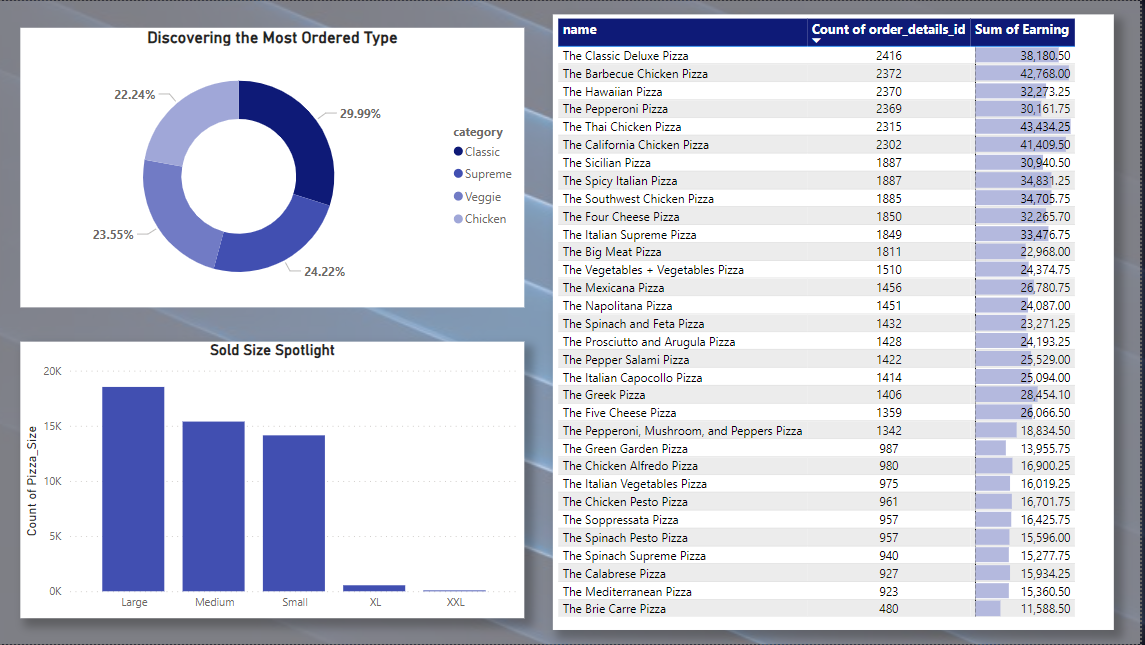 Discovering the Most Ordered Type
22.24%
29.99%
23.55%
24.22%
category
Classic
Supreme
Veggie
Chicken
Sold Size Spotlight
Count of Pizza_Size
20K
15K
10K
5K
0K
Large Medium Small XL XXL
name Count of order_details_id Sum of Earning
The Classic Deluxe Pizza 2416 38,180.50
The Barbecue Chicken Pizza 2372 42,768.00
The Hawaiian Pizza 2370 32,273.25
The Pepperoni Pizza 2369 30,161.75
The Thai Chicken Pizza 2315 43,434.25
The California Chicken Pizza 2302 41,409.50
The Sicilian Pizza 1887 30,940.50
The Spicy Italian Pizza 1887 34,831.25
The Southwest Chicken Pizza 1885 34,705.75
The Four Cheese Pizza 1850 32,265.70
The Italian Supreme Pizza 1849 33,476.75
The Big Meat Pizza 1811 22,968.00
The Vegetables + Vegetables Pizza 1510 24,374.75
The Mexicana Pizza 1456 26,780.75
The Napolitana Pizza 1451 24,087.00
The Spinach and Feta Pizza 1432 23,271.25
The Prosciutto and Arugula Pizza 1428 24,193.25
The Pepper Salami Pizza 1422 25,529.00
The Italian Capocollo Pizza 1414 25,094.00
The Greek Pizza 1406 28,454.10
The Five Cheese Pizza 1359 26,066.50
The Pepperoni, Mushroom, and Peppers Pizza 1342 18,834.50
The Green Garden Pizza 987 13,955.75
The Chicken Alfredo Pizza 980 16,900.25
The Italian Vegetables Pizza 975 16,019.25
The Chicken Pesto Pizza 961 16,701.75
The Soppressata Pizza 957 16,425.75
The Spinach Pesto Pizza 957 15,596.00
The Spinach Supreme Pizza 940 15,277.75
The Calabrese Pizza 927 15,934.25
The Mediterranean Pizza 923 15,360.50
The Brie Carre Pizza 480 11,588.50